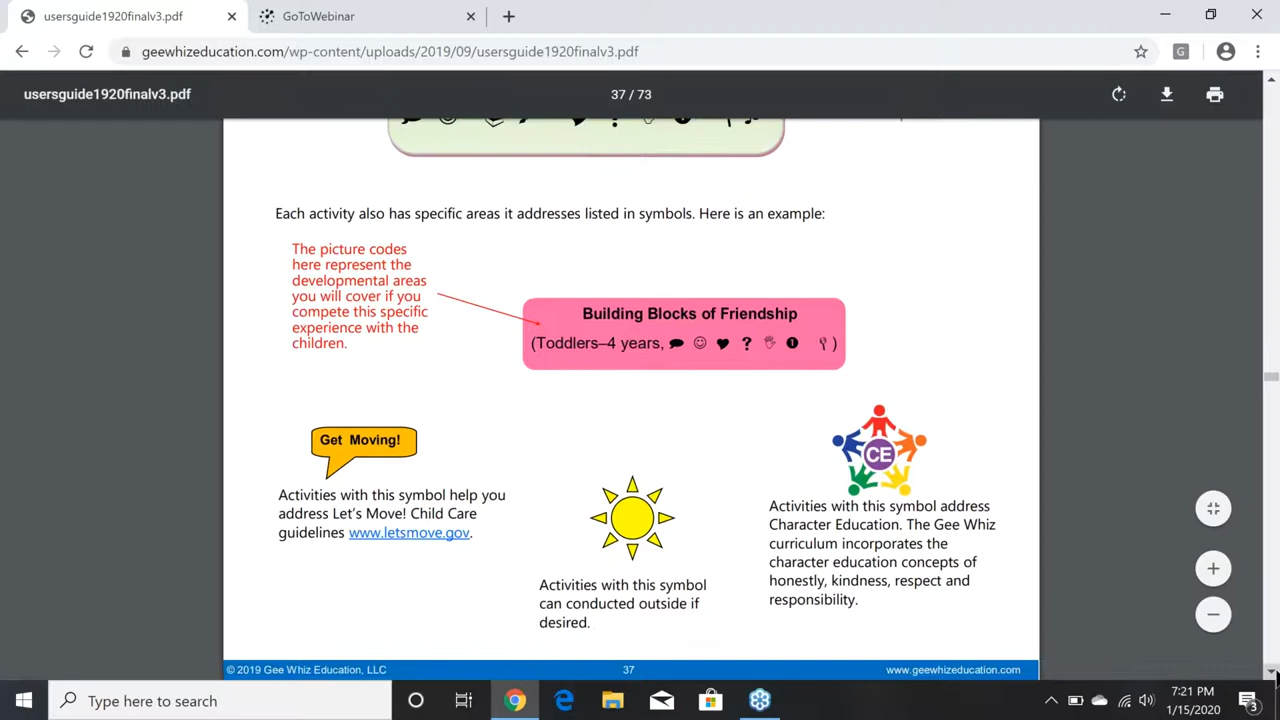 usersguide1920finalv3.pdf
GoToWebinar
geewhizeducation.com/wp-content/uploads/2019/09/usersguide1920finalv3.pdf
G
usersguide1920finalv3.pdf
37 / 73
Each activity also has specific areas it addresses listed in symbols. Here is an example:
The picture codes
here represent the
developmental areas
you will cover if you
compete this specific
experience with the
children.
Building Blocks of Friendship
(Toddlers–4 years, ? 1 )
Get Moving!
Activities with this symbol help you
address Let's Move! Child Care
guidelines www.letsmove.gov.
Activities with this symbol
can conducted outside if
desired.
CE
Activities with this symbol address
Character Education. The Gee Whiz
curriculum incorporates the
character education concepts of
honestly, kindness, respect and
responsibility.
© 2019 Gee Whiz Education, LLC
37
www.geewhizeducation.com
Type here to search
7:21 PM
1/15/2020
3